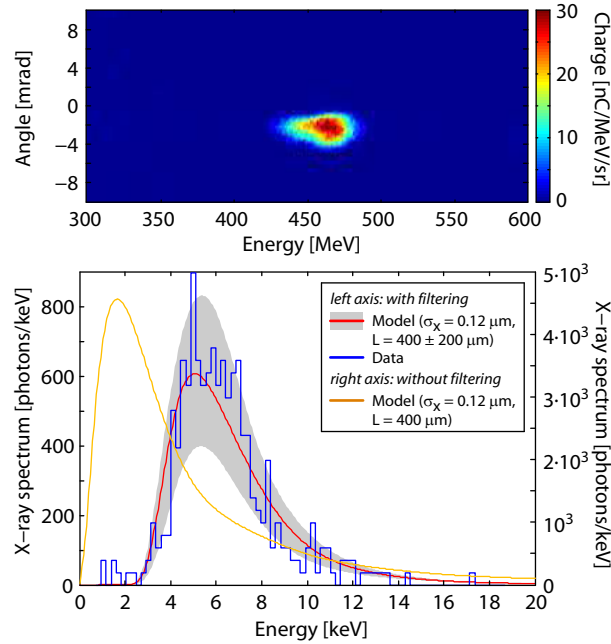 8
4
0
−4
−8
Angle [mrad]
300
350
400
450
500
550
600
Energy [MeV]
30
20
10
0
Charge [nC/MeV/sr]
800
600
400
200
0
X−ray spectrum [photons/keV]
left axis: with filtering
Model (σx = 0.12 μm,
L = 400 ± 200 μm)
Data
right axis: without filtering
Model (σx = 0.12 μm,
L = 400 μm)
5·10³
4·10³
3·10³
2·10³
10³
0
X−ray spectrum [photons/keV]
0
2
4
6
8
10
12
14
16
18
20
Energy [keV]